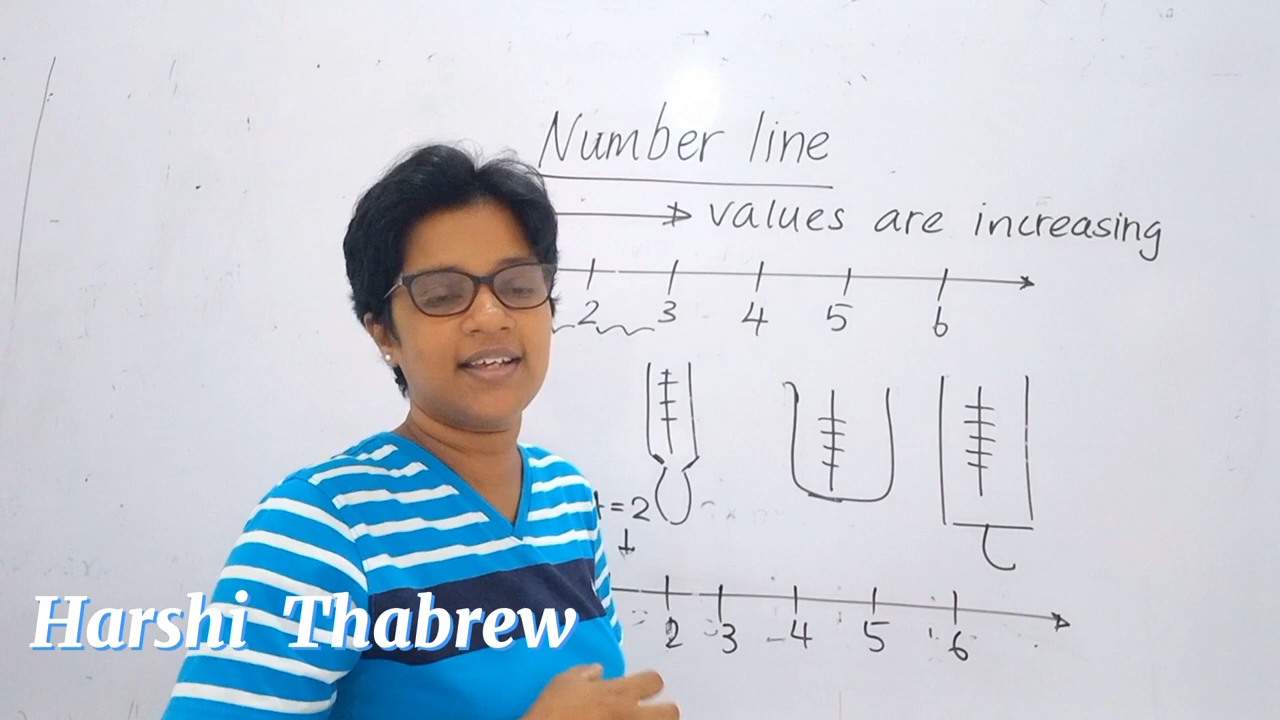 Number line
values are increasing
2 3 4 5 6
= 2
2 3 4 5 6
Harshi Thabrew